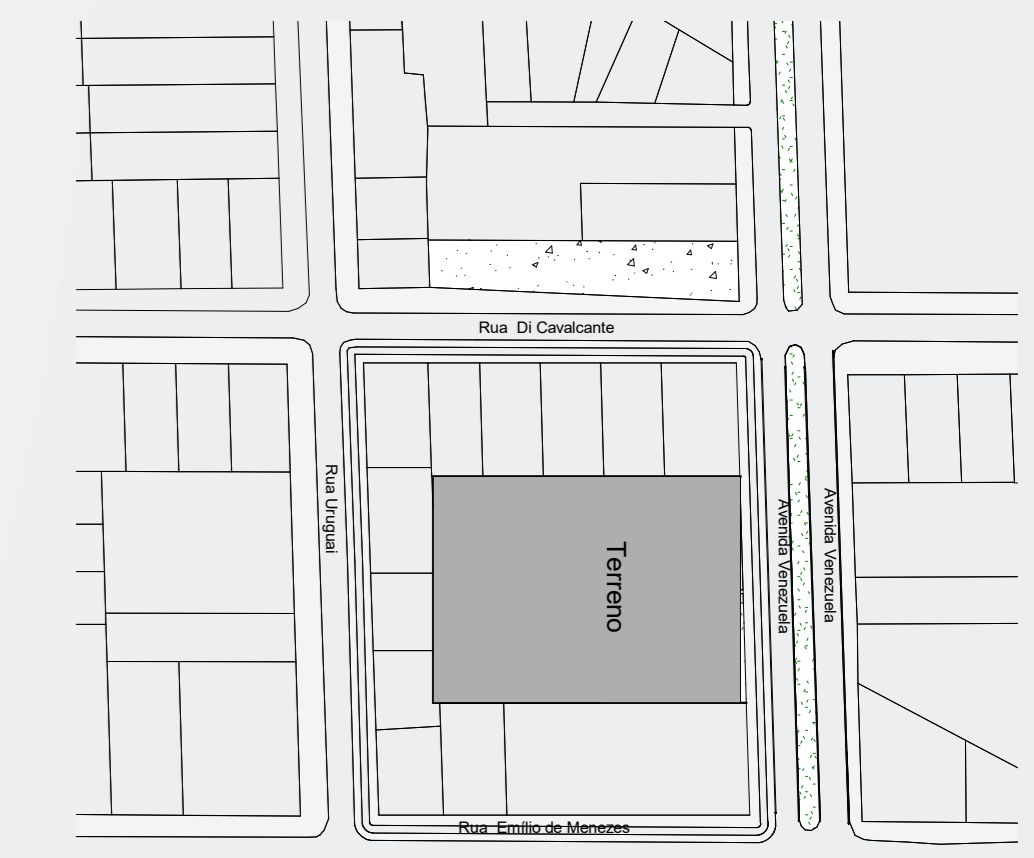 Rua Di Cavalcante
Rua Uruguai
Terreno
Avenida Venezuela
Avenida Venezuela
Rua Emílio de Menezes